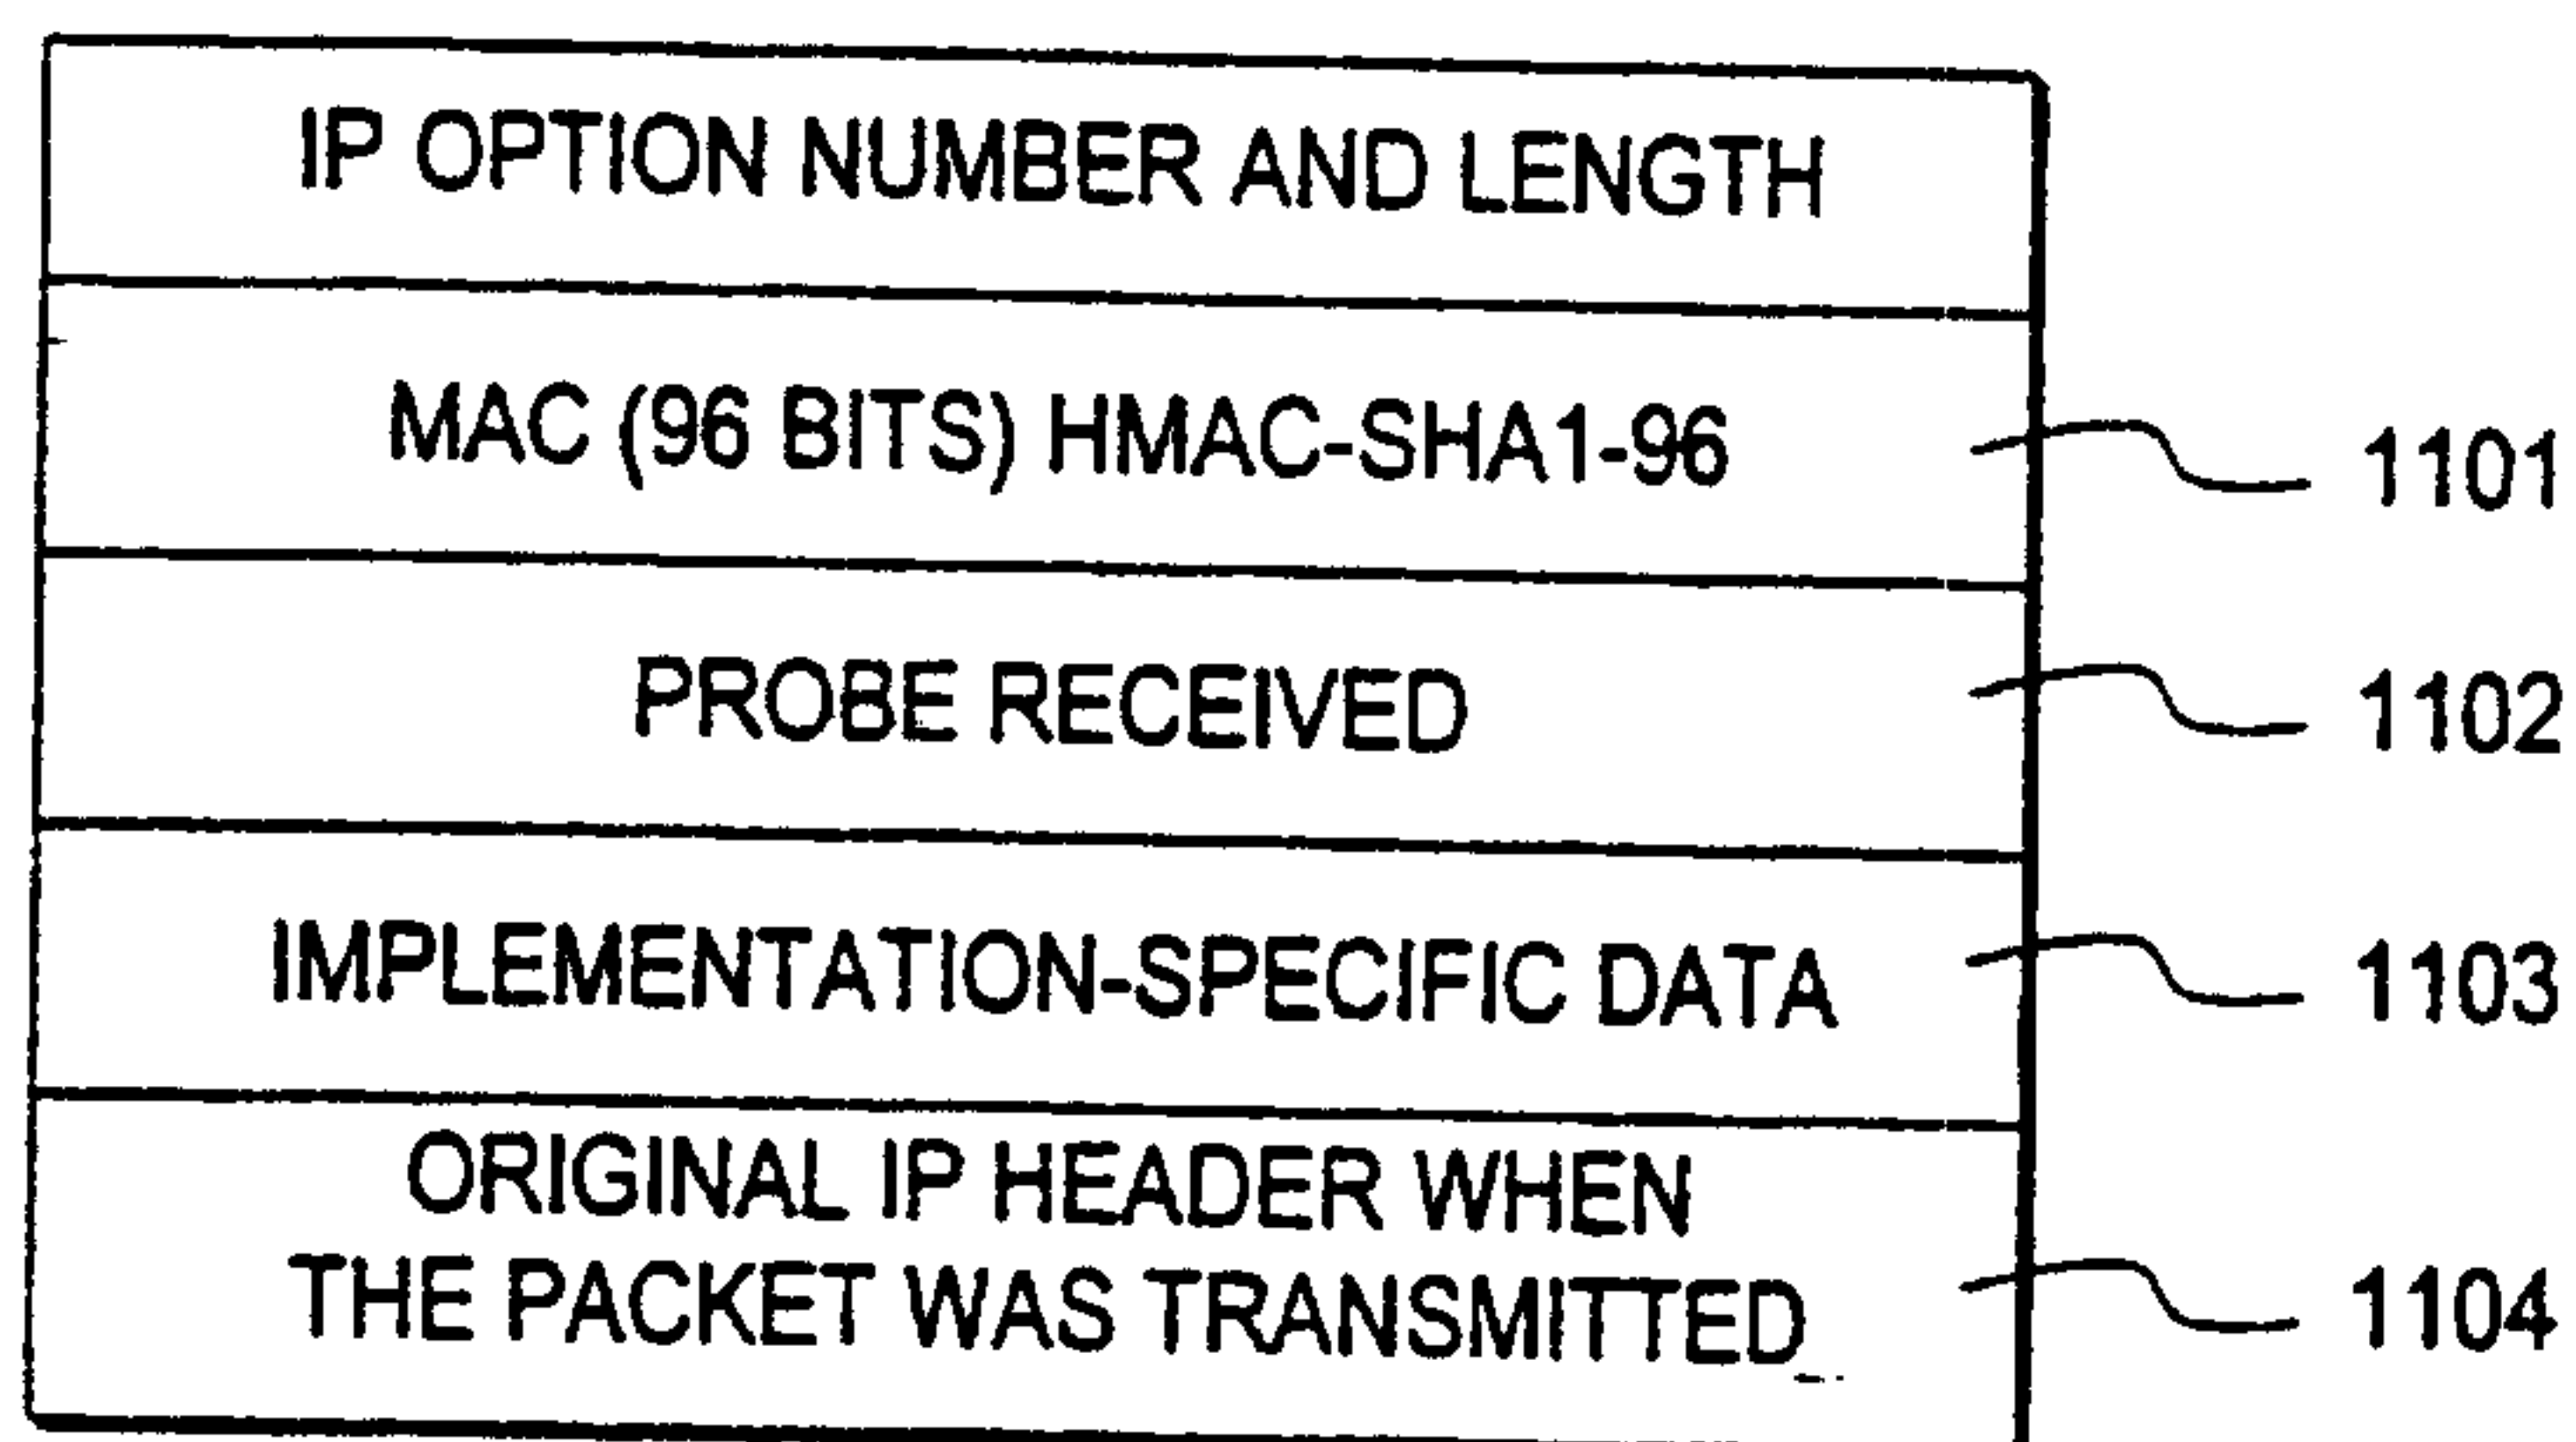 IP OPTION NUMBER AND LENGTH
MAC (96 BITS) HMAC-SHA1-96
1101
PROBE RECEIVED
1102
IMPLEMENTATION-SPECIFIC DATA
1103
ORIGINAL IP HEADER WHEN
THE PACKET WAS TRANSMITTED
1104